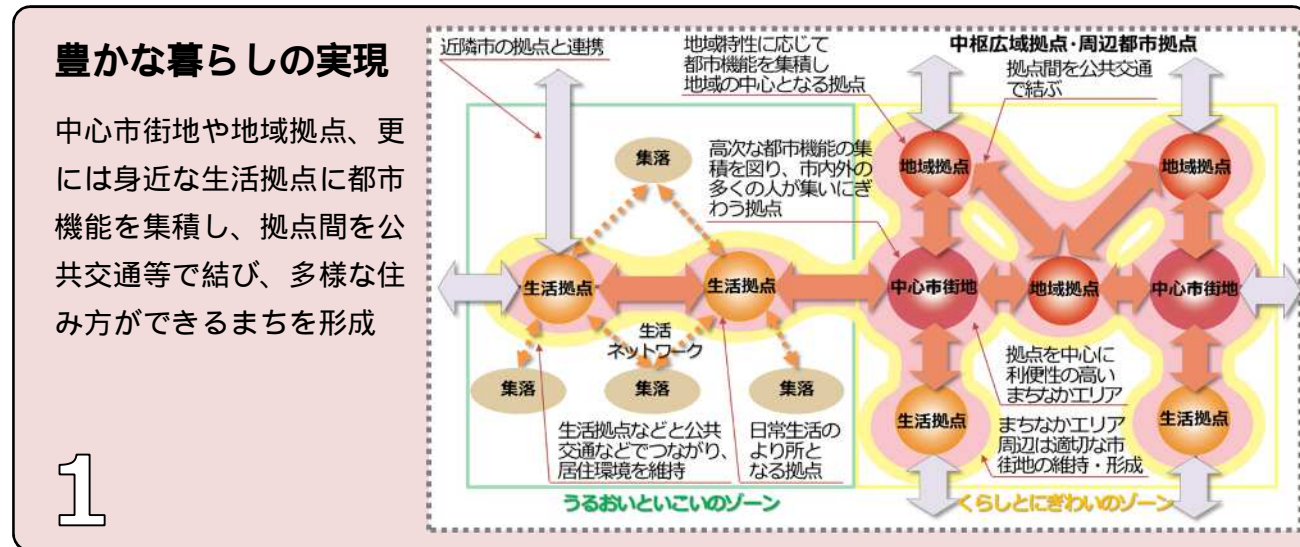 豊かな暮らしの実現
中心市街地や地域拠点、更
には身近な生活拠点に都市
機能を集積し、拠点間を公
共交通等で結び、多様な住
み方ができるまちを形成
1
近隣市の拠点と連携
地域特性に応じて
都市機能を集積し
地域の中心となる拠点
中枢広域拠点・周辺都市拠点
拠点間を公共交通
で結ぶ
高次な都市機能の集
積を図り、市内外の
多くの人が集いにぎ
わう拠点
集落
地域拠点
地域拠点
生活拠点
生活拠点
中心市街地
地域拠点
中心市街地
生活
ネットワーク
集落
集落
集落
拠点を中心に
利便性の高い
まちなかエリア
生活拠点
生活拠点
生活拠点などと公共
交通などでつながり、
居住環境を維持
日常生活の
より所と
なる拠点
まちなかエリア
周辺は適切な市
街地の維持・形成
うるおいといこいのゾーン
くらしとにぎわいのゾーン